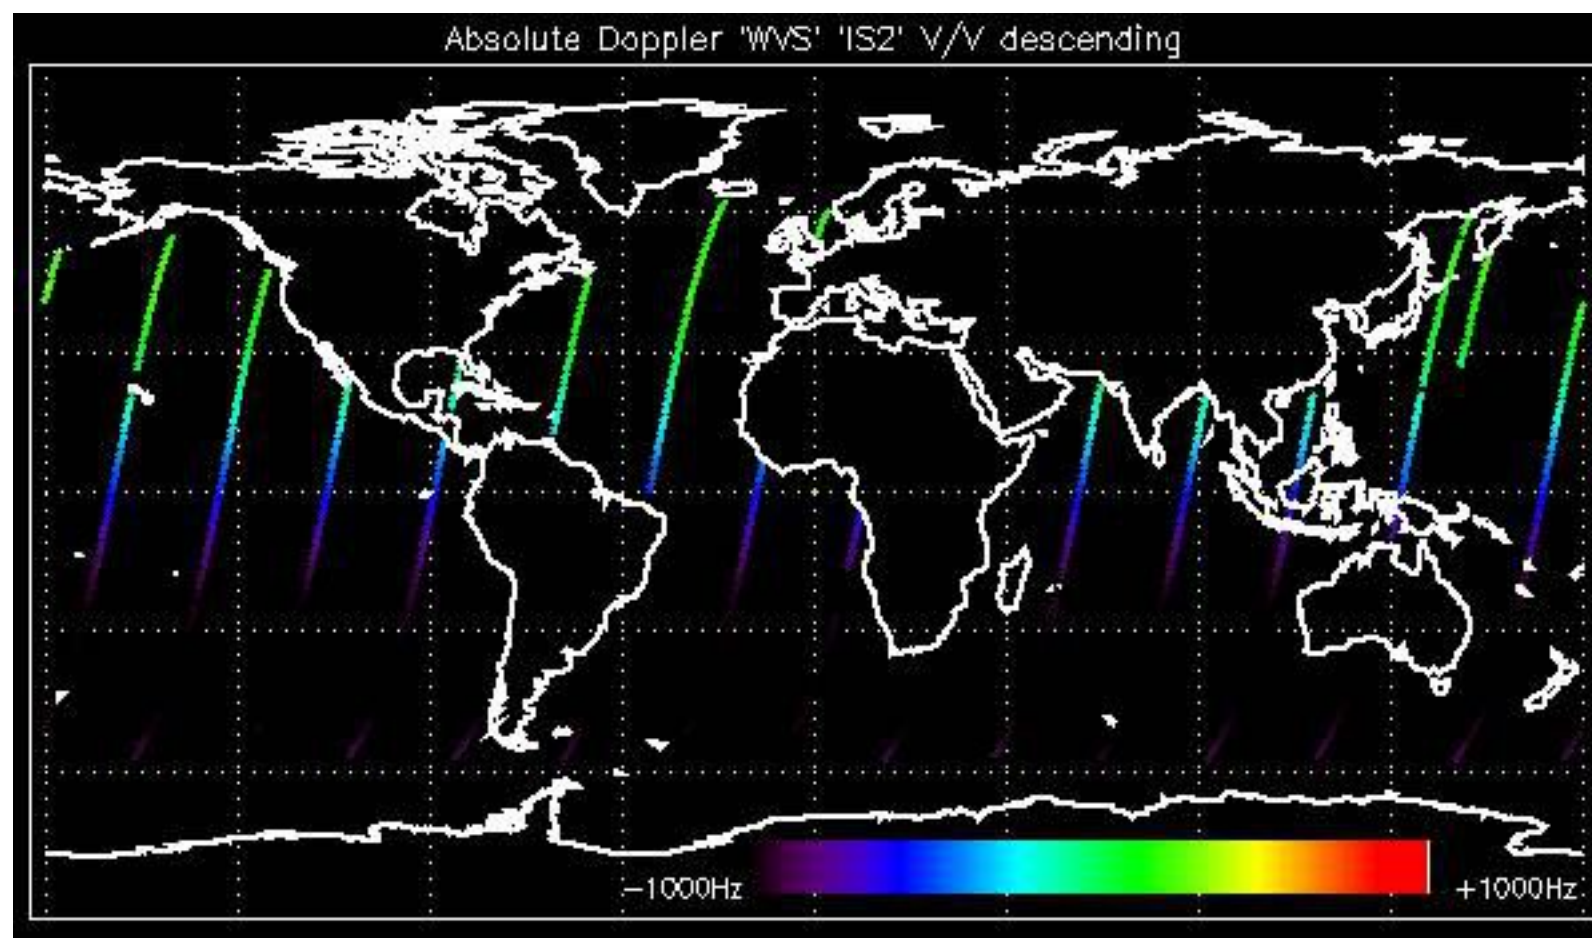 Absolute Doppler 'WVS' 'IS2' V/V descending
-1000Hz +1000Hz